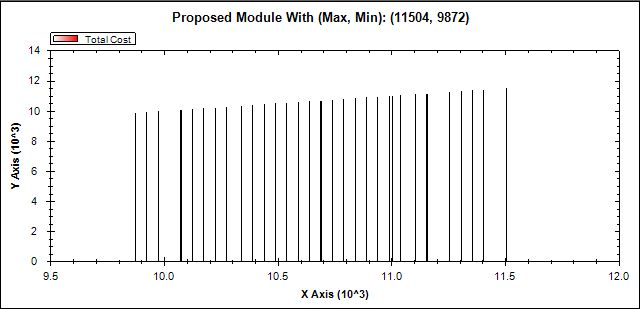 Proposed Module With (Max, Min): (11504, 9872)
Total Cost
Y Axis (10^3)
14
12
10
8
6
4
2
0
9.5 10.0 10.5 11.0 11.5 12.0
X Axis (10^3)